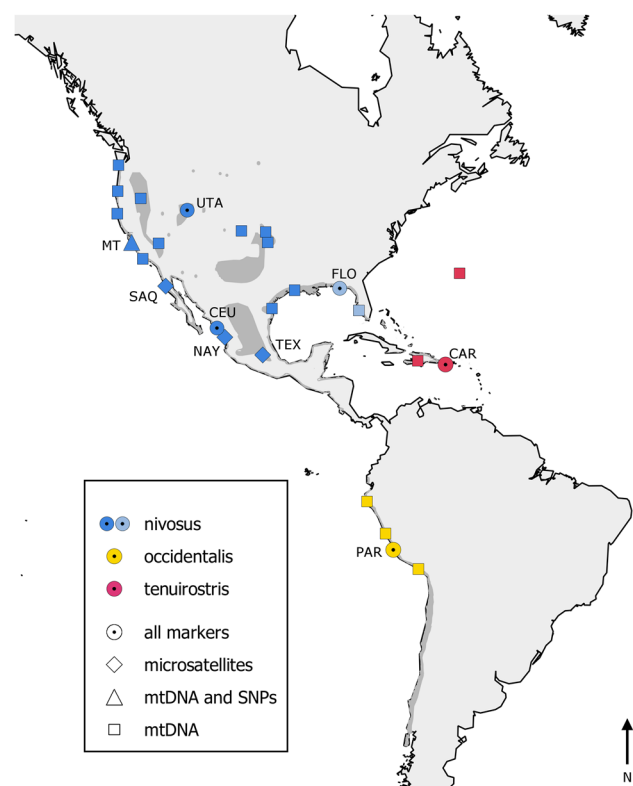 UTA
MT
FLO
SAQ
CEU
NAY
TEX
CAR
PAR
nivosus
occidentalis
tenuirostris
all markers
microsatellites
mtDNA and SNPs
mtDNA
N